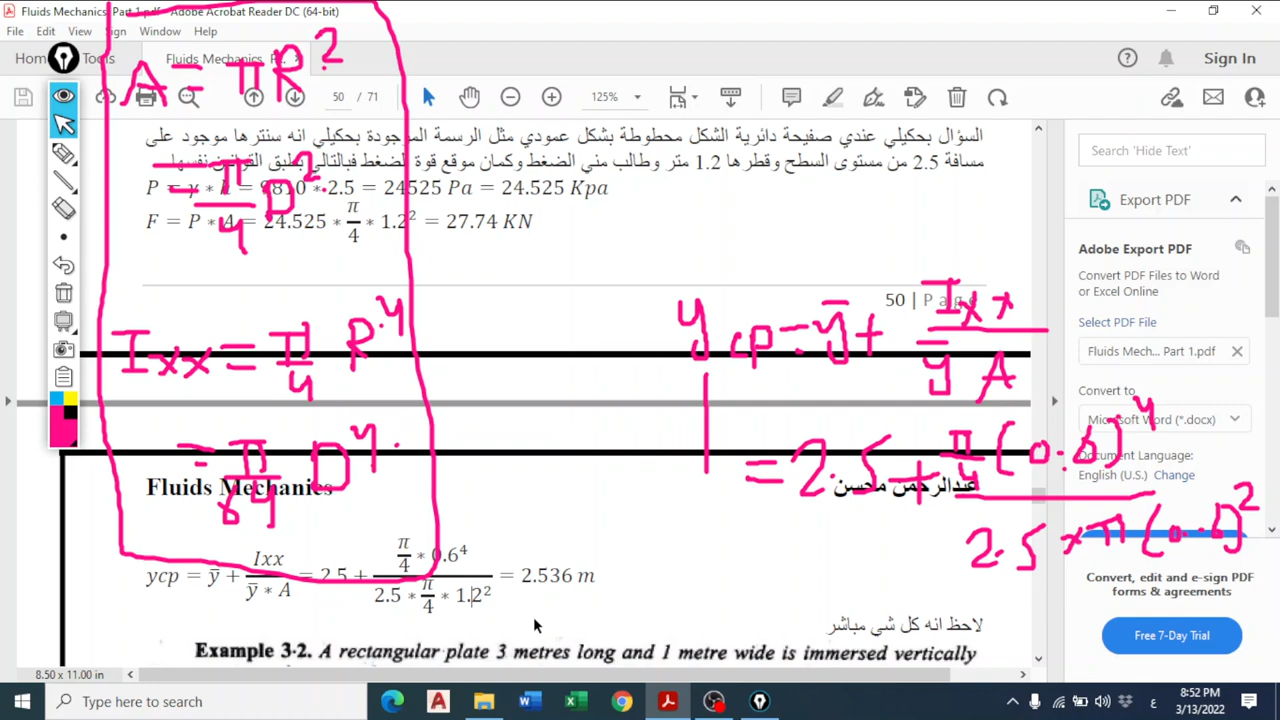 Fluids Mechanics, Part 1.pdf - Adobe Acrobat Reader DC (64-bit)
File Edit View Sign Window Help
Home Tools Fluids Mechanics, P...
Sign In
50 / 71
125%
A = πR²
= π/4 D²
Ixx = π/4 R⁴
= π/64 D⁴
السؤال بحكيلي عندي صفيحة دائرية الشكل محطوطة بشكل عمودي مثل الرسمة الموجودة بحكيلي انه سنترها موجود على
مسافة 2.5 من مستوى السطح وقطرها 1.2 متر وطالب مني الضغط وكمان موقع قوة الضغط فبالتالي بطبق القوانين نفسها
P = γ * h = 9810 * 2.5 = 24525 Pa = 24.525 Kpa
F = P * A = 24.525 * π/4 * 1.2² = 27.74 KN
50 | Page
ycp = ȳ + Ixx / ȳ A
= 2.5 + π/4 (0.6)⁴ / 2.5 × π (0.6)²
Fluids Mechanics
عبدالرحمن محسن
ycp = ȳ + Ixx / ȳ * A = 2.5 + π/4 * 0.6⁴ / 2.5 * π/4 * 1.2² = 2.536 m
لاحظ انه كل شي مباشر
Example 3·2. A rectangular plate 3 metres long and 1 metre wide is immersed vertically
8.50 x 11.00 in
Search 'Hide Text'
Export PDF
Adobe Export PDF
Convert PDF Files to Word
or Excel Online
Select PDF File
Fluids Mech... Part 1.pdf
Convert to
Microsoft Word (*.docx)
Document Language:
English (U.S.) Change
Convert, edit and e-sign PDF
forms & agreements
Free 7-Day Trial
Type here to search
ع
8:52 PM
3/13/2022